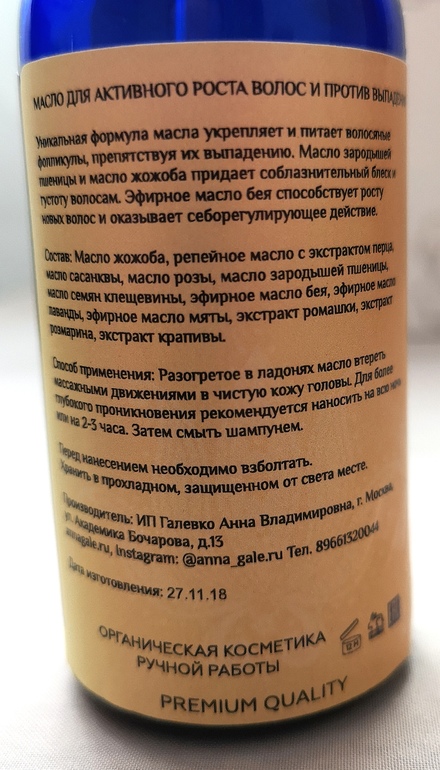 МАСЛО ДЛЯ АКТИВНОГО РОСТА ВОЛОС И ПРОТИВ ВЫПАДЕНИЯ
Уникальная формула масла укрепляет и питает волосяные
фолликулы, препятствуя их выпадению. Масло зародышей
пшеницы и масло жожоба придает соблазнительный блеск и
густоту волосам. Эфирное масло бея способствует росту
новых волос и оказывает себорегулирующее действие.
Состав: Масло жожоба, репейное масло с экстрактом перца,
масло сасанквы, масло розы, масло зародышей пшеницы,
масло семян клещевины, эфирное масло бея, эфирное масло
лаванды, эфирное масло мяты, экстракт ромашки, экстракт
розмарина, экстракт крапивы.
Способ применения: Разогретое в ладонях масло втереть
массажными движениями в чистую кожу головы. Для более
глубокого проникновения рекомендуется наносить на всю ночь
или на 2-3 часа. Затем смыть шампунем.
Перед нанесением необходимо взболтать.
Хранить в прохладном, защищенном от света месте.
Производитель: ИП Галевко Анна Владимировна, г. Москва,
ул. Академика Бочарова, д.13
annagale.ru, Instagram: @anna_gale.ru Тел. 89661320044
Дата изготовления: 27.11.18
ОРГАНИЧЕСКАЯ КОСМЕТИКА
РУЧНОЙ РАБОТЫ
PREMIUM QUALITY